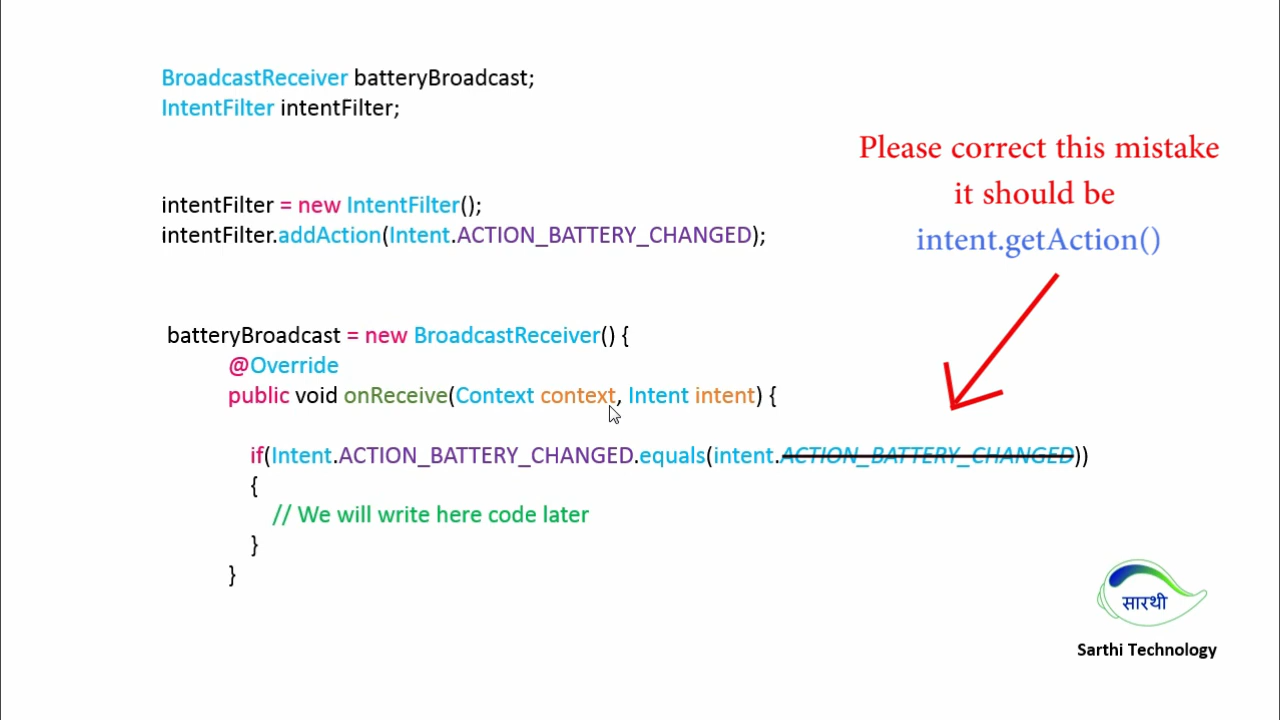 BroadcastReceiver batteryBroadcast;
IntentFilter intentFilter;
Please correct this mistake
it should be
intent.getAction()
intentFilter = new IntentFilter();
intentFilter.addAction(Intent.ACTION_BATTERY_CHANGED);
batteryBroadcast = new BroadcastReceiver() {
@Override
public void onReceive(Context context, Intent intent) {
if(Intent.ACTION_BATTERY_CHANGED.equals(intent.ACTION_BATTERY_CHANGED))
{
// We will write here code later
}
}
सारथी
Sarthi Technology